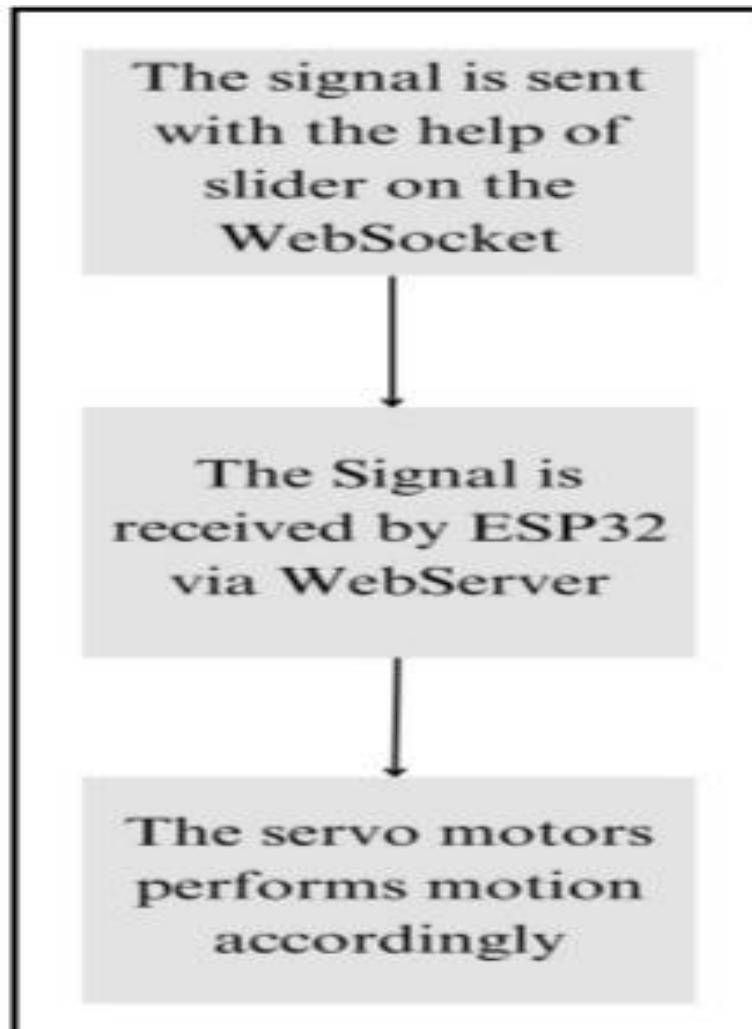 The signal is sent
with the help of
slider on the
WebSocket
The Signal is
received by ESP32
via WebServer
The servo motors
performs motion
accordingly